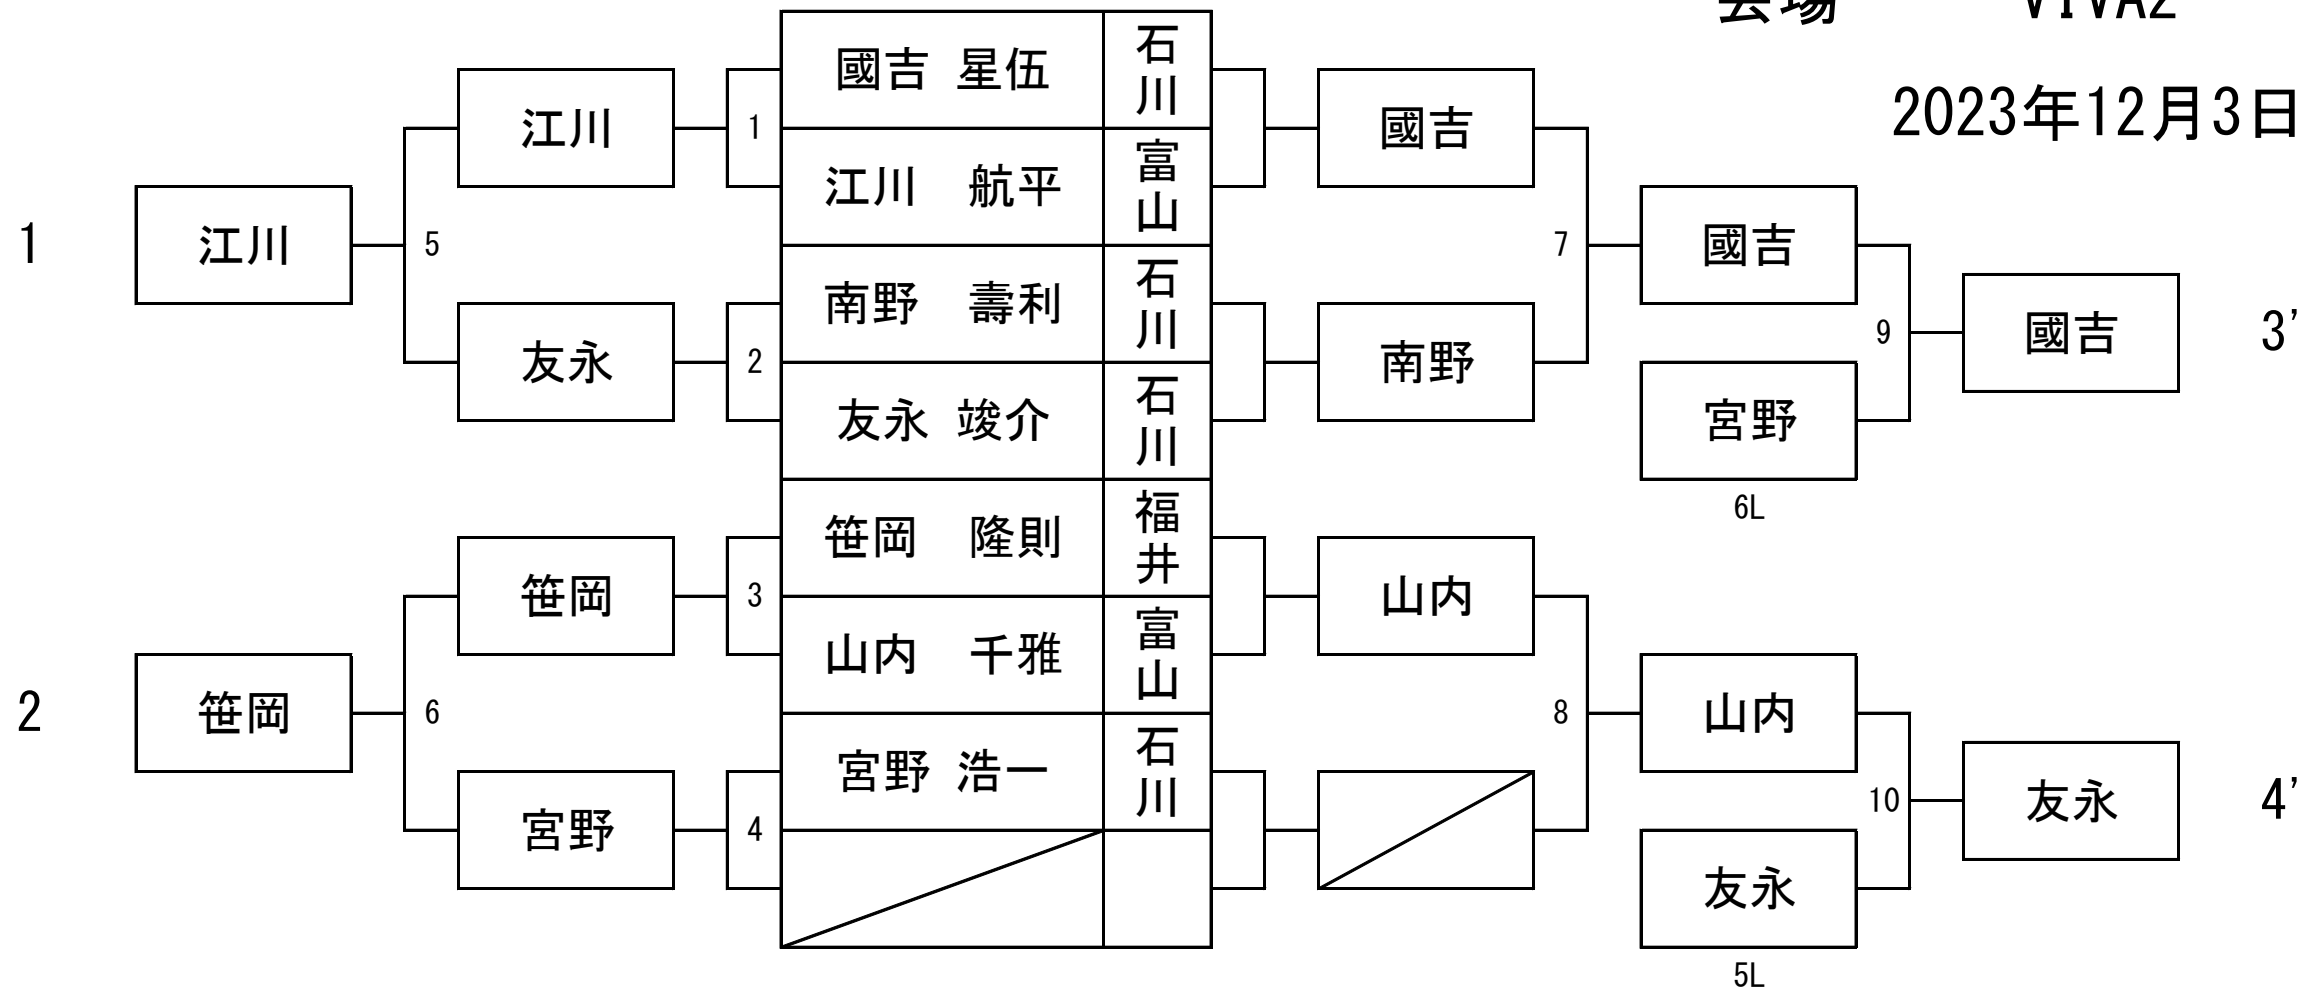 会場 VIVA2
2023年12月3日
國吉 星伍 石川
江川 1 國吉
江川 航平 富山
1 江川 5 7 國吉
南野 壽利 石川
國吉 3'
友永 2 南野 9
友永 竣介 石川 宮野
6L
笹岡 隆則 福井
笹岡 3 山内
山内 千雅 富山
2 笹岡 6 8 山内
宮野 浩一 石川
10 友永 4'
宮野 4
友永
5L